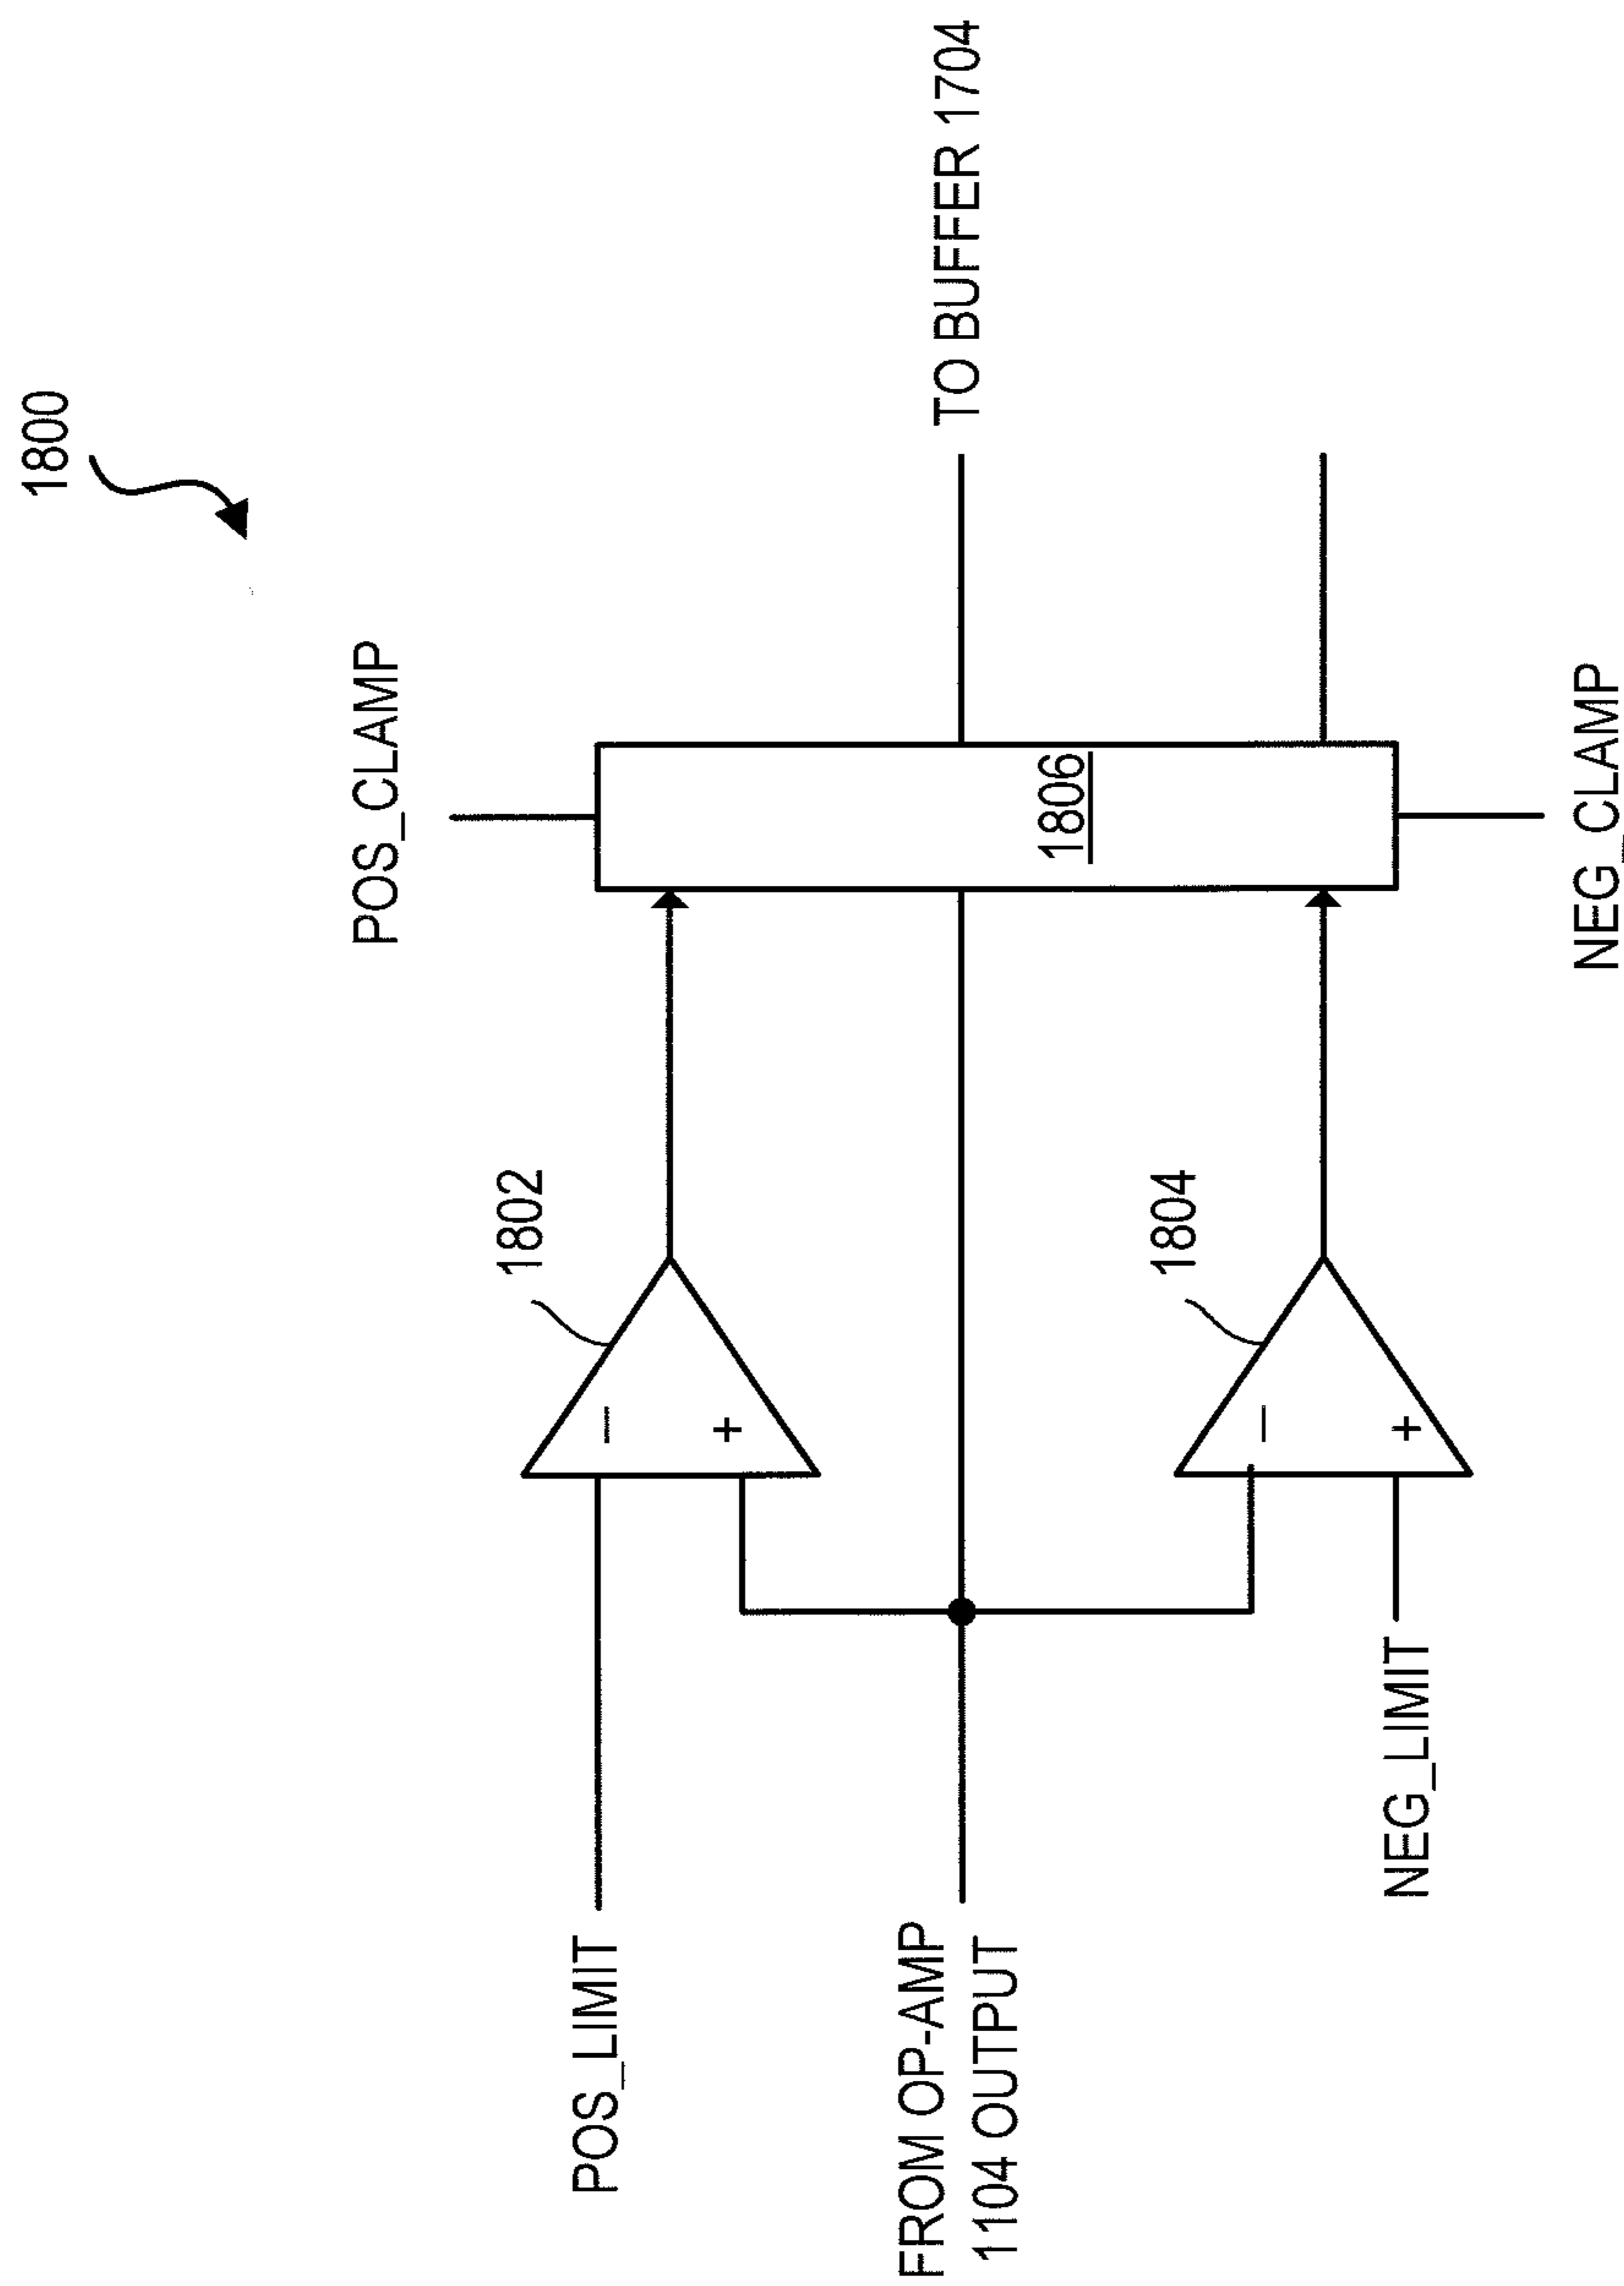 1800
POS_CLAMP
TO BUFFER 1704
1806
NEG_CLAMP
1802
−
+
1804
−
+
POS_LIMIT
FROM OP-AMP
1104 OUTPUT
NEG_LIMIT